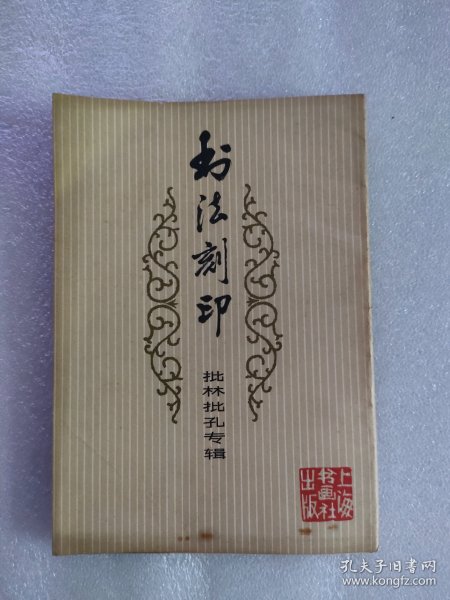 书法刻印
批林批孔专辑
上海
书画社
出版
孔夫子旧书网
www.kongfz.com